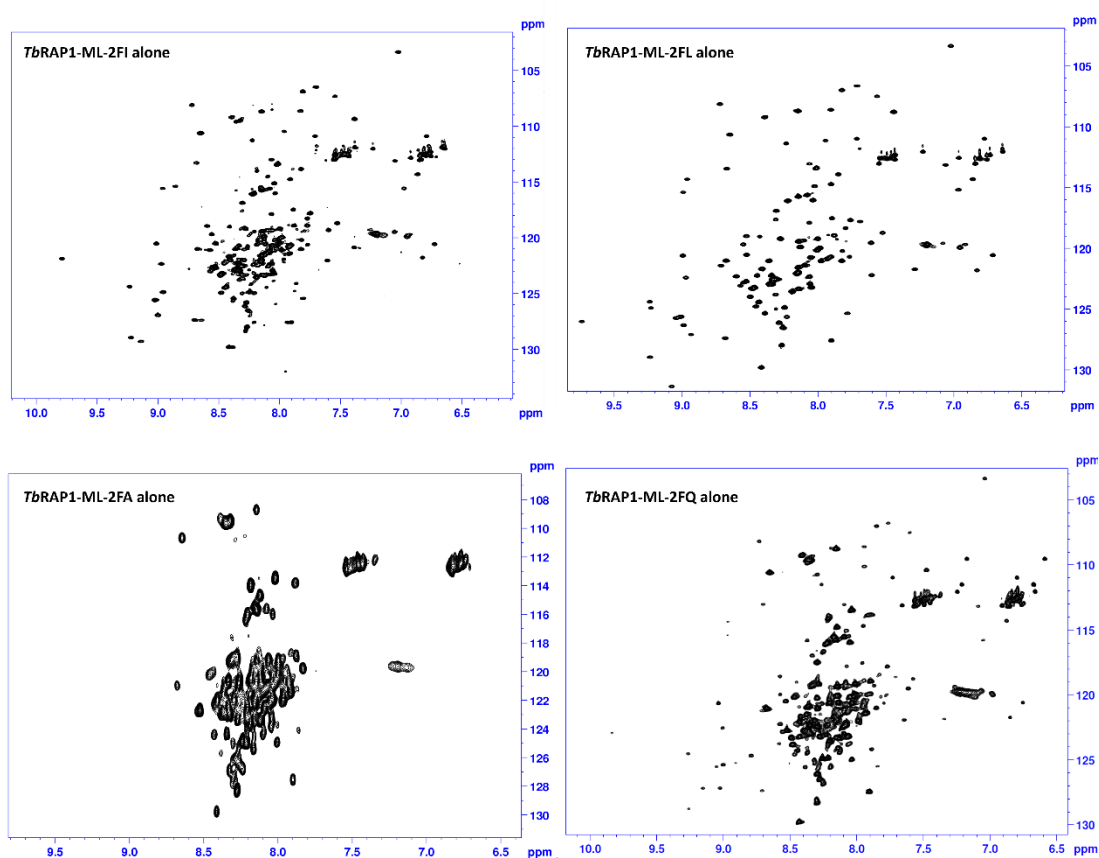 ppm
TbRAP1-ML-2FI alone
105
110
115
120
125
130
10.0 9.5 9.0 8.5 8.0 7.5 7.0 6.5 ppm
ppm
TbRAP1-ML-2FL alone
105
110
115
120
125
130
9.5 9.0 8.5 8.0 7.5 7.0 6.5 ppm
ppm
TbRAP1-ML-2FA alone
108
110
112
114
116
118
120
122
124
126
128
130
9.5 9.0 8.5 8.0 7.5 7.0 6.5 ppm
ppm
TbRAP1-ML-2FQ alone
105
110
115
120
125
130
10.0 9.5 9.0 8.5 8.0 7.5 7.0 6.5 ppm